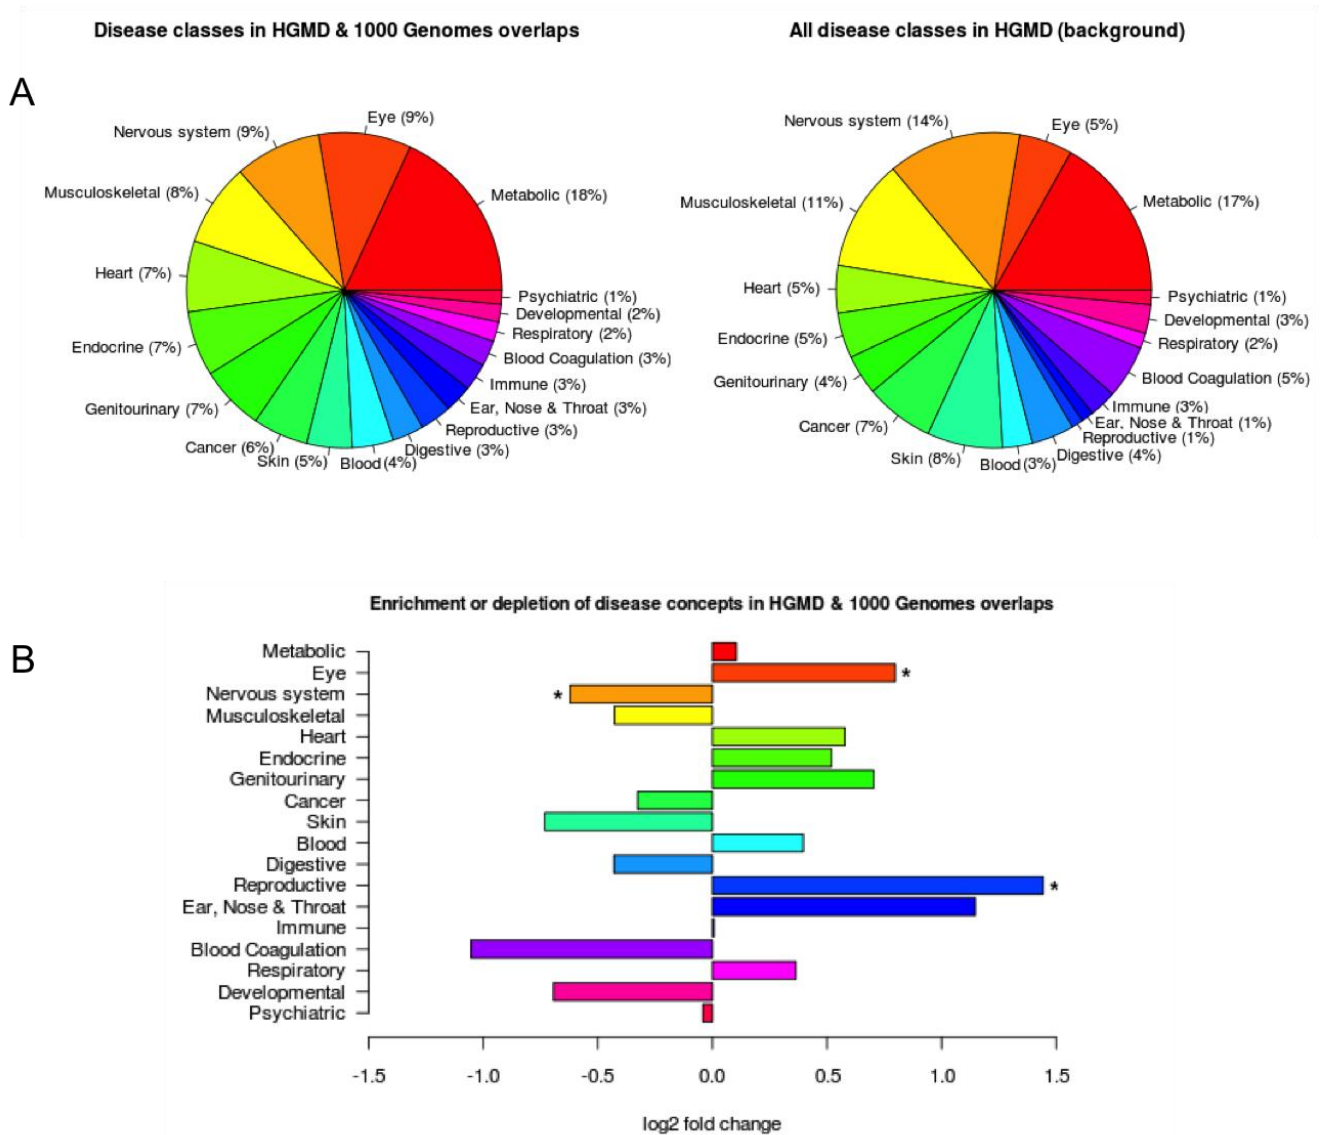 Disease classes in HGMD & 1000 Genomes overlaps
All disease classes in HGMD (background)
A
Eye (9%)
Nervous system (9%)
Musculoskeletal (8%)
Metabolic (18%)
Heart (7%)
Psychiatric (1%)
Developmental (2%)
Respiratory (2%)
Endocrine (7%)
Blood Coagulation (3%)
Immune (3%)
Genitourinary (7%)
Ear, Nose & Throat (3%)
Reproductive (3%)
Cancer (6%)
Skin (5%)
Blood (4%)
Digestive (3%)
Nervous system (14%)
Eye (5%)
Musculoskeletal (11%)
Metabolic (17%)
Heart (5%)
Psychiatric (1%)
Developmental (3%)
Endocrine (5%)
Respiratory (2%)
Genitourinary (4%)
Blood Coagulation (5%)
Immune (3%)
Cancer (7%)
Ear, Nose & Throat (1%)
Reproductive (1%)
Skin (8%)
Blood (3%)
Digestive (4%)
Enrichment or depletion of disease concepts in HGMD & 1000 Genomes overlaps
B
Metabolic
Eye *
Nervous system *
Musculoskeletal
Heart
Endocrine
Genitourinary
Cancer
Skin
Blood
Digestive
Reproductive *
Ear, Nose & Throat
Immune
Blood Coagulation
Respiratory
Developmental
Psychiatric
-1.5 -1.0 -0.5 0.0 0.5 1.0 1.5
log2 fold change